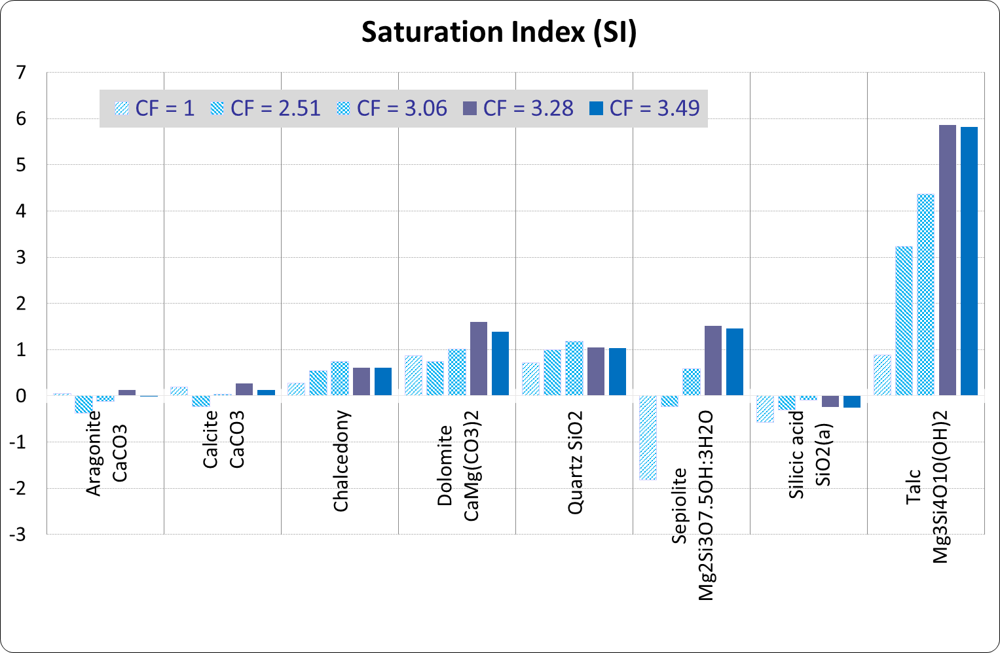 Saturation Index (SI)
7
CF = 1 CF = 2.51 CF = 3.06 CF = 3.28 CF = 3.49
6
5
4
3
2
1
0
-1
-2
-3
Aragonite
CaCO3
Calcite
CaCO3
Chalcedony
Dolomite
CaMg(CO3)2
Quartz SiO2
Sepiolite
Mg2Si3O7.5OH:3H2O
Silicic acid
SiO2(a)
Talc
Mg3Si4O10(OH)2